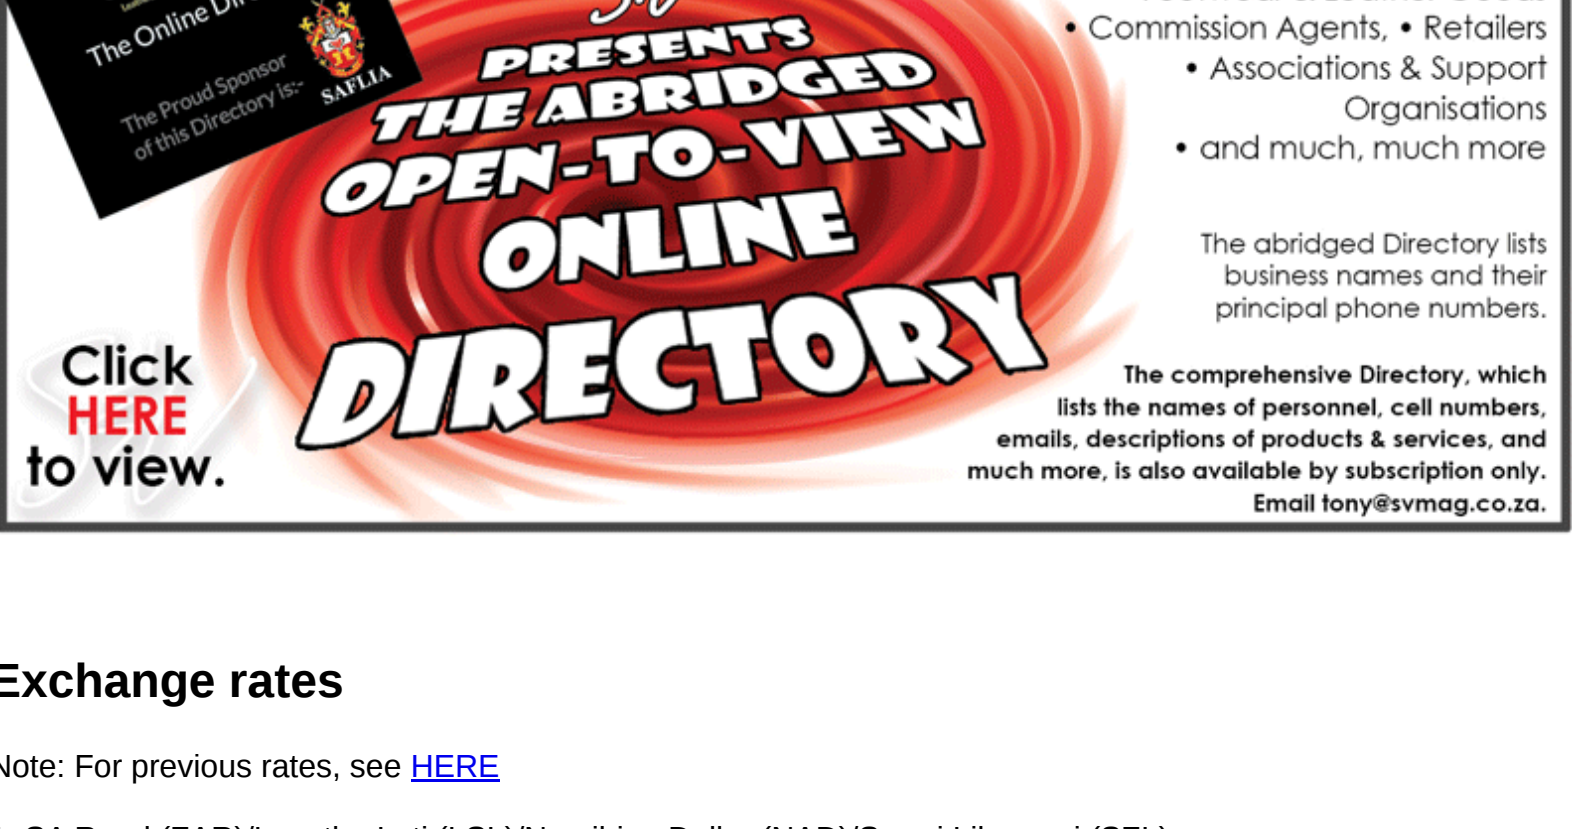 The Online
The Proud Sponsor
of this Directory is:-
SAFLIA
PRESENTS
THE ABRIDGED
OPEN-TO-VIEW
ONLINE
DIRECTORY
Click
HERE
to view.
• Commission Agents, • Retailers
• Associations & Support
Organisations
• and much, much more
The abridged Directory lists
business names and their
principal phone numbers.
The comprehensive Directory, which
lists the names of personnel, cell numbers,
emails, descriptions of products & services, and
much more, is also available by subscription only.
Email tony@svmag.co.za.
Exchange rates
Note: For previous rates, see HERE